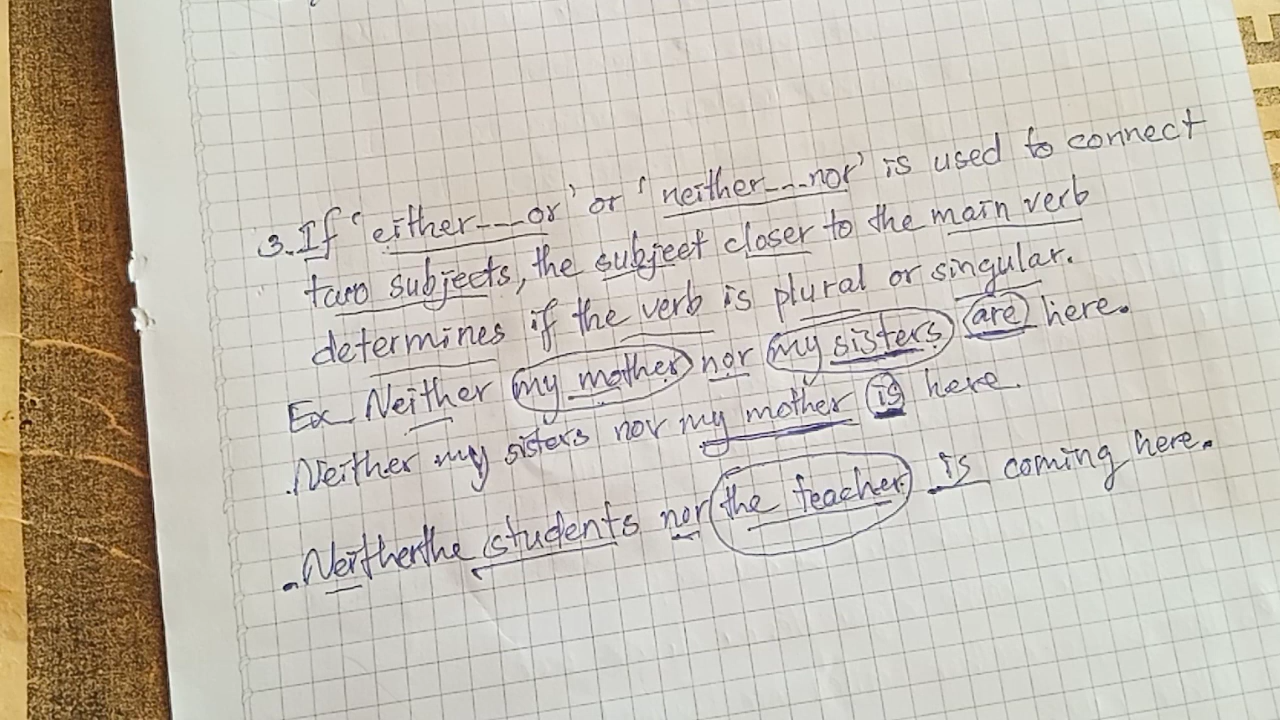 3. If 'either---or' or 'neither---nor' is used to connect
two subjects, the subject closer to the main verb
determines if the verb is plural or singular.
Ex Neither my mother nor my sisters are here.
.Neither my sisters nor my mother is here.
.Neitherthe students nor the teacher is coming here.